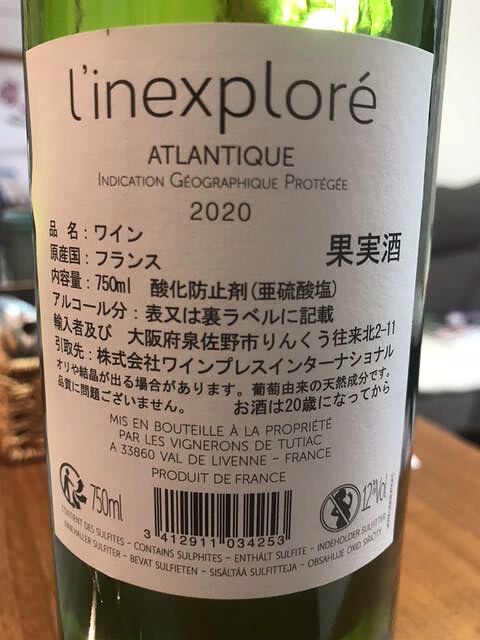 l'inexploré
ATLANTIQUE
INDICATION GÉOGRAPHIQUE PROTÉGÉE
2020
品 名：ワイン
原産国：フランス
果実酒
内容量：750ml 酸化防止剤(亜硫酸塩)
アルコール分：表又は裏ラベルに記載
輸入者及び 大阪府泉佐野市りんくう往来北2-11
引取先：株式会社ワインプレスインターナショナル
オリや結晶が出る場合があります。葡萄由来の天然成分です。
品質に問題ございません。 お酒は20歳になってから
MIS EN BOUTEILLE À LA PROPRIÉTÉ
PAR LES VIGNERONS DE TUTIAC
A 33860 VAL DE LIVENNE - FRANCE
PRODUIT DE FRANCE
750ml
12%Vol
3 412911 034253
CONTIENT DES SULFITES - CONTAINS SULPHITES - ENTHÄLT SULFITE - INDEHOLDER SULFITTER
INNEHÅLLER SULFITER - BEVAT SULFIETEN - SISÄLTÄÄ SULFIITTEJA - OBSAHUJE OXID SIŘIČITÝ